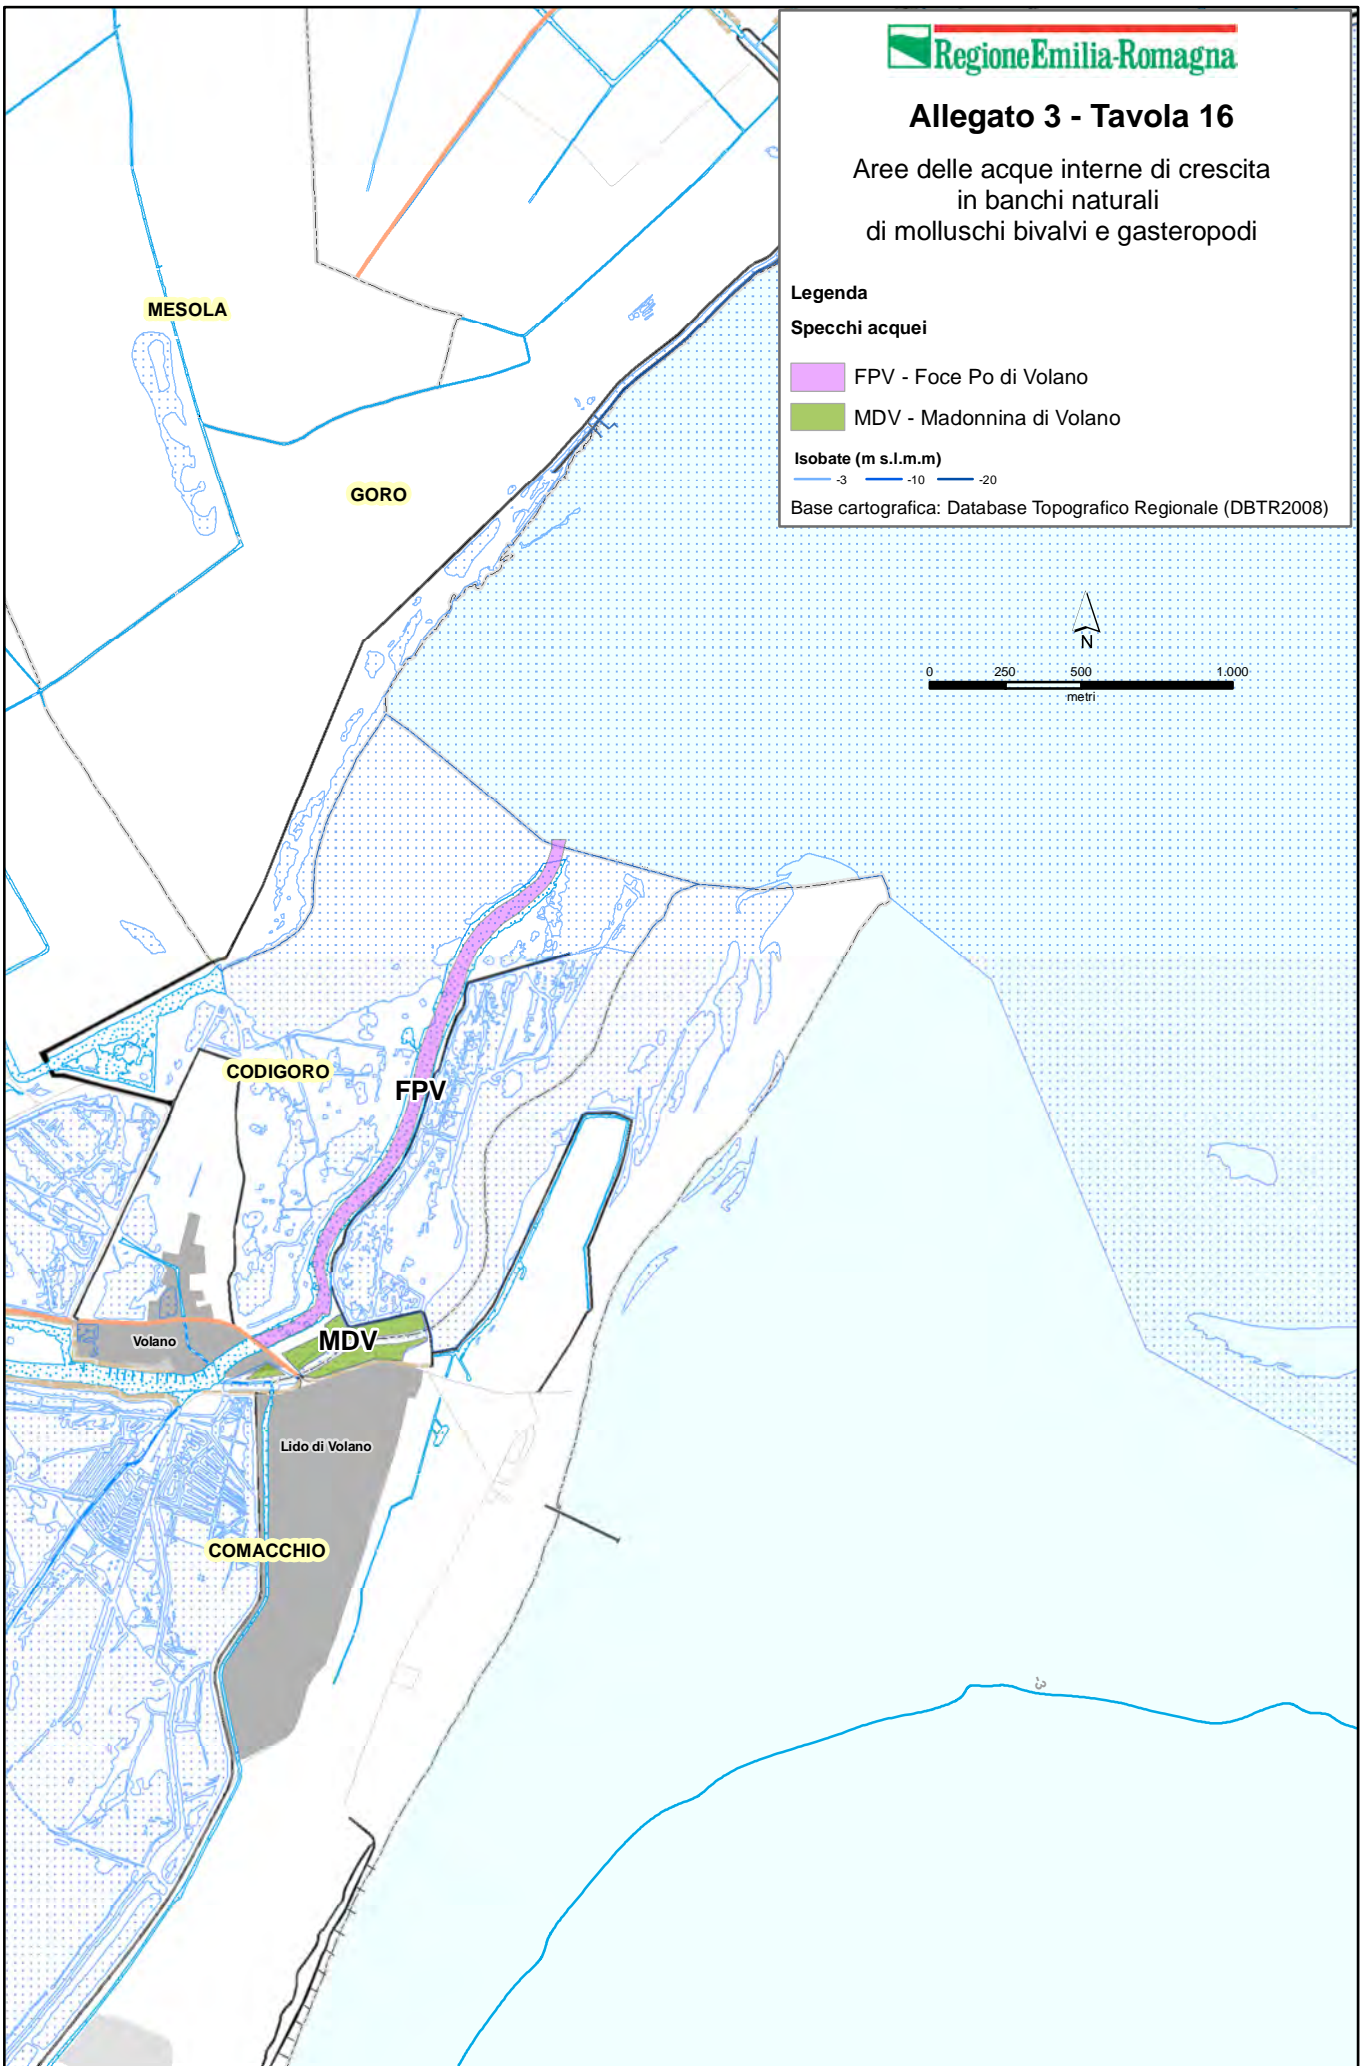 RegioneEmilia-Romagna
Allegato 3 - Tavola 16
Aree delle acque interne di crescita
in banchi naturali
di molluschi bivalvi e gasteropodi
Legenda
Specchi acquei
FPV - Foce Po di Volano
MDV - Madonnina di Volano
Isobate (m s.l.m.m)
-3 -10 -20
Base cartografica: Database Topografico Regionale (DBTR2008)
MESOLA
GORO
N
0 250 500 1.000
metri
CODIGORO
FPV
Volano
MDV
Lido di Volano
COMACCHIO
-3